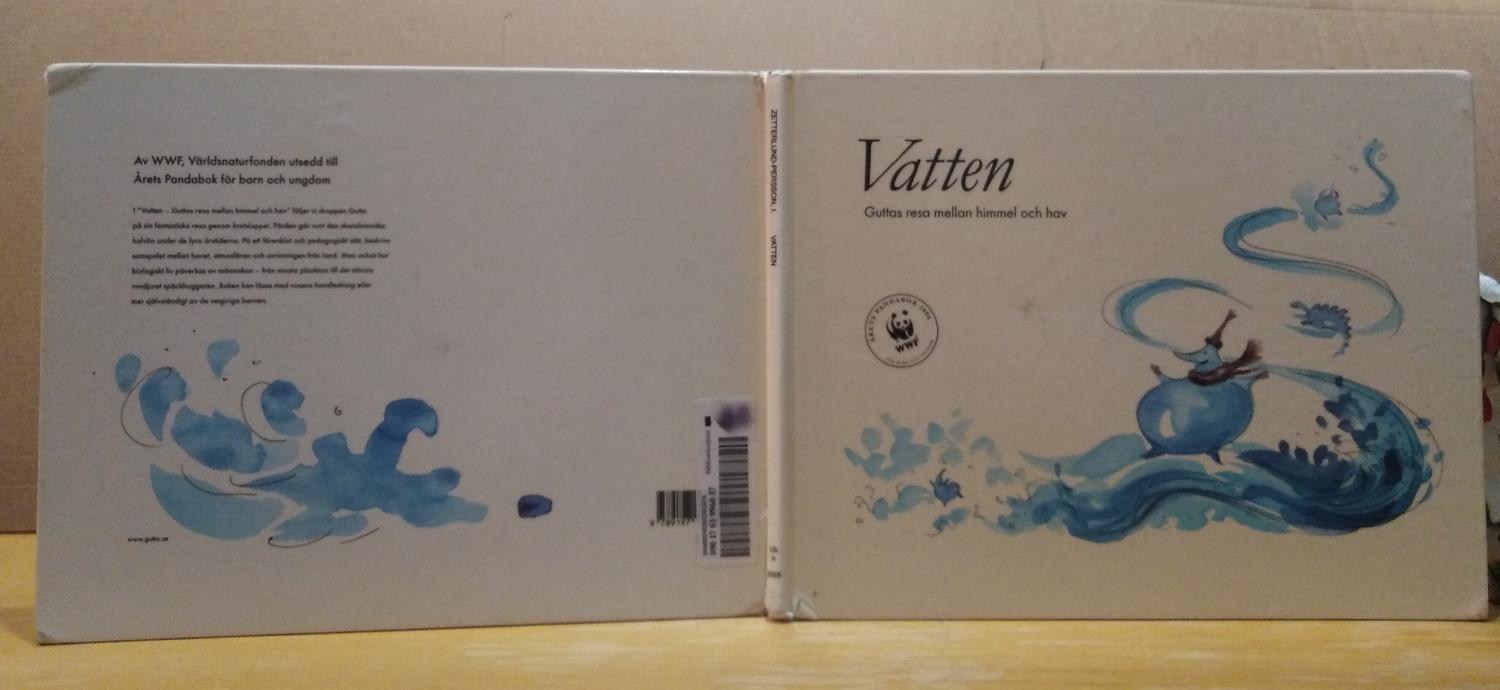 Av WWF, Världsnaturfonden utsedd till
Årets Pandabok för barn och ungdom
I "Vatten – Guttas resa mellan himmel och hav" följer vi droppen Gutta
på sin fantastiska resa genom kretsloppet. Färden går runt den skandinaviska
halvön under de fyra årstiderna. På ett förenklat och pedagogiskt sätt, beskrivs
samspelet mellan havet, atmosfären och avrinningen från land. Men också hur
biologiskt liv påverkas av människan – från minsta plankton till det största
rovdjuret späckhuggaren. Boken kan läsas med vuxens handledning eller
mer självständigt av de vetgiriga barnen.
www.gutta.se
9 789197
ZETTERLUND-PERSSON, I. VATTEN
Vatten
Guttas resa mellan himmel och hav
ÅRETS PANDABOK 2006
WWF